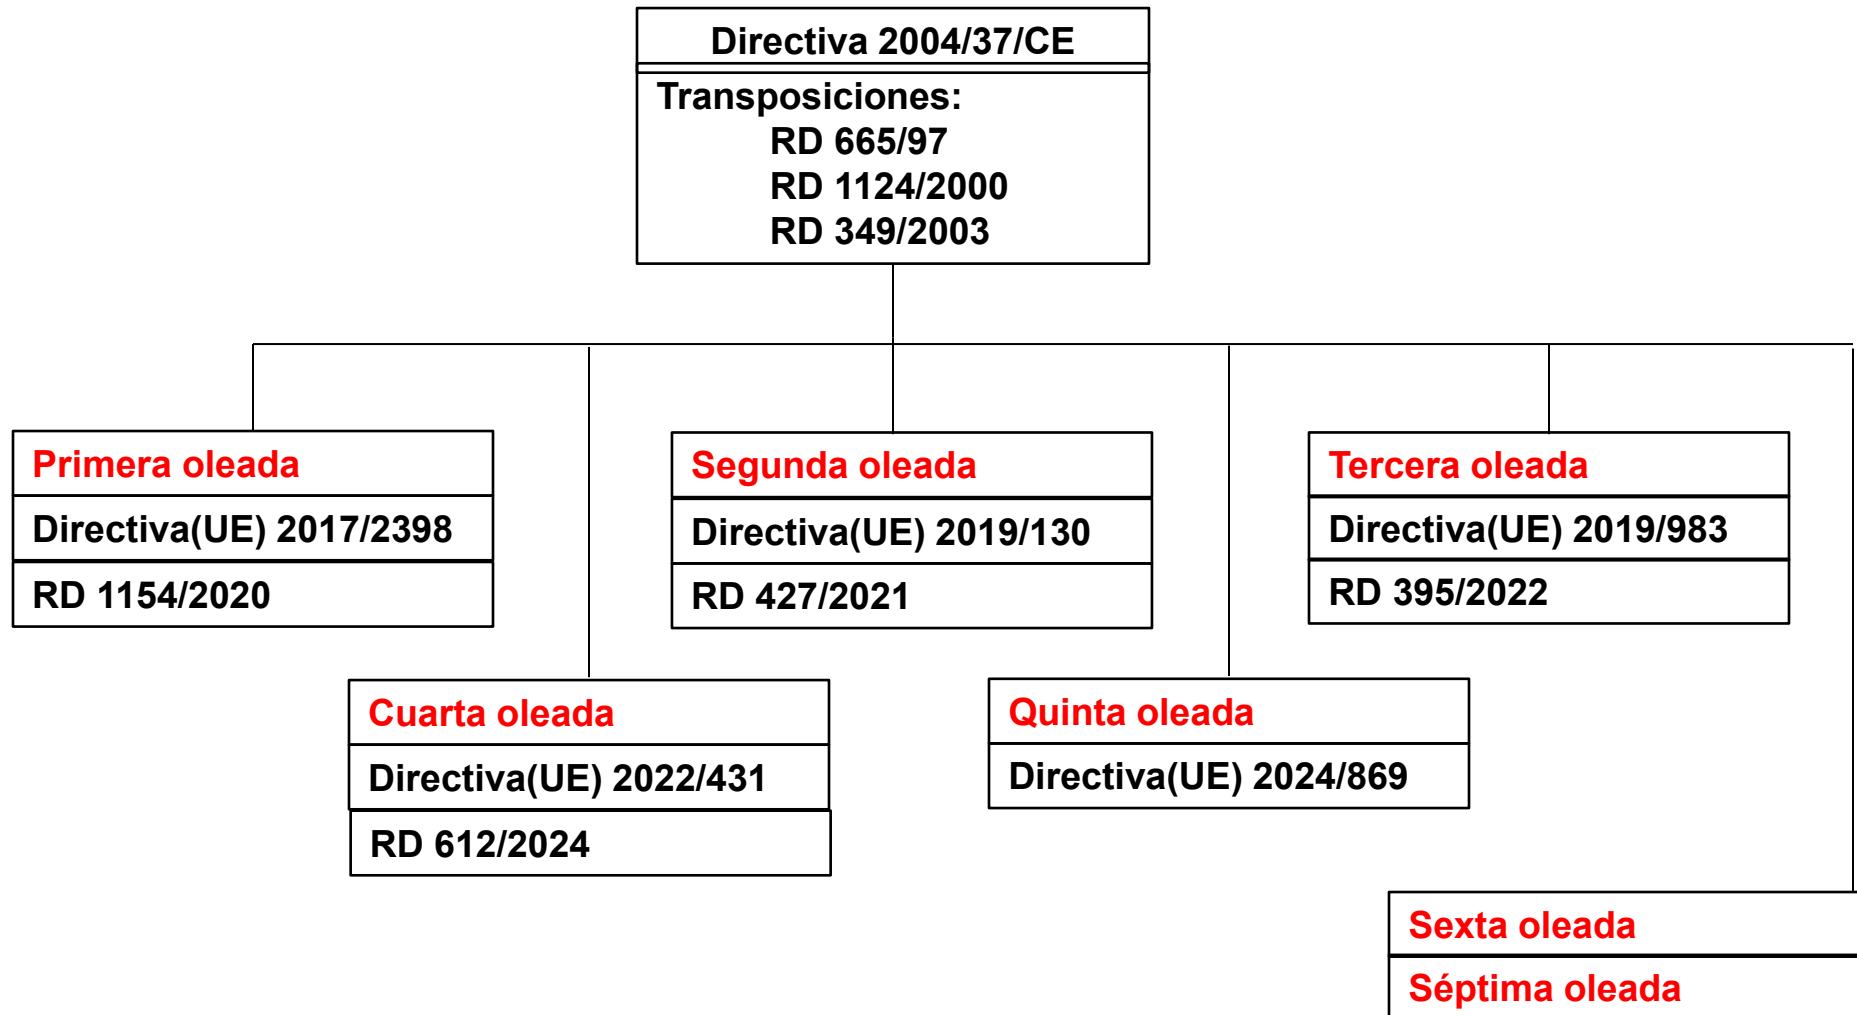 Directiva 2004/37/CE
Transposiciones:
RD 665/97
RD 1124/2000
RD 349/2003
Primera oleada
Directiva(UE) 2017/2398
RD 1154/2020
Segunda oleada
Directiva(UE) 2019/130
RD 427/2021
Tercera oleada
Directiva(UE) 2019/983
RD 395/2022
Cuarta oleada
Directiva(UE) 2022/431
RD 612/2024
Quinta oleada
Directiva(UE) 2024/869
Sexta oleada
Séptima oleada